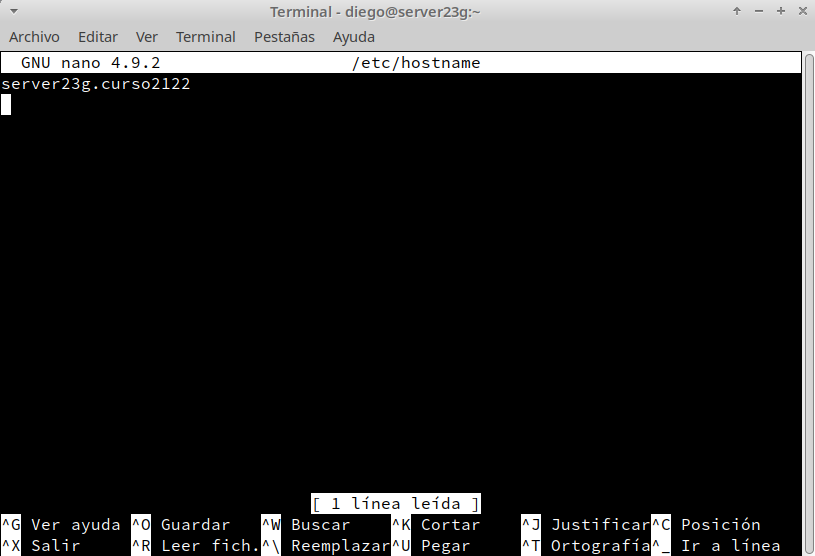 Terminal - diego@server23g:~
Archivo Editar Ver Terminal Pestañas Ayuda
GNU nano 4.9.2 /etc/hostname
server23g.curso2122
[ 1 línea leída ]
^G Ver ayuda ^O Guardar ^W Buscar ^K Cortar ^J Justificar ^C Posición
^X Salir ^R Leer fich. ^\ Reemplazar ^U Pegar ^T Ortografía ^_ Ir a línea